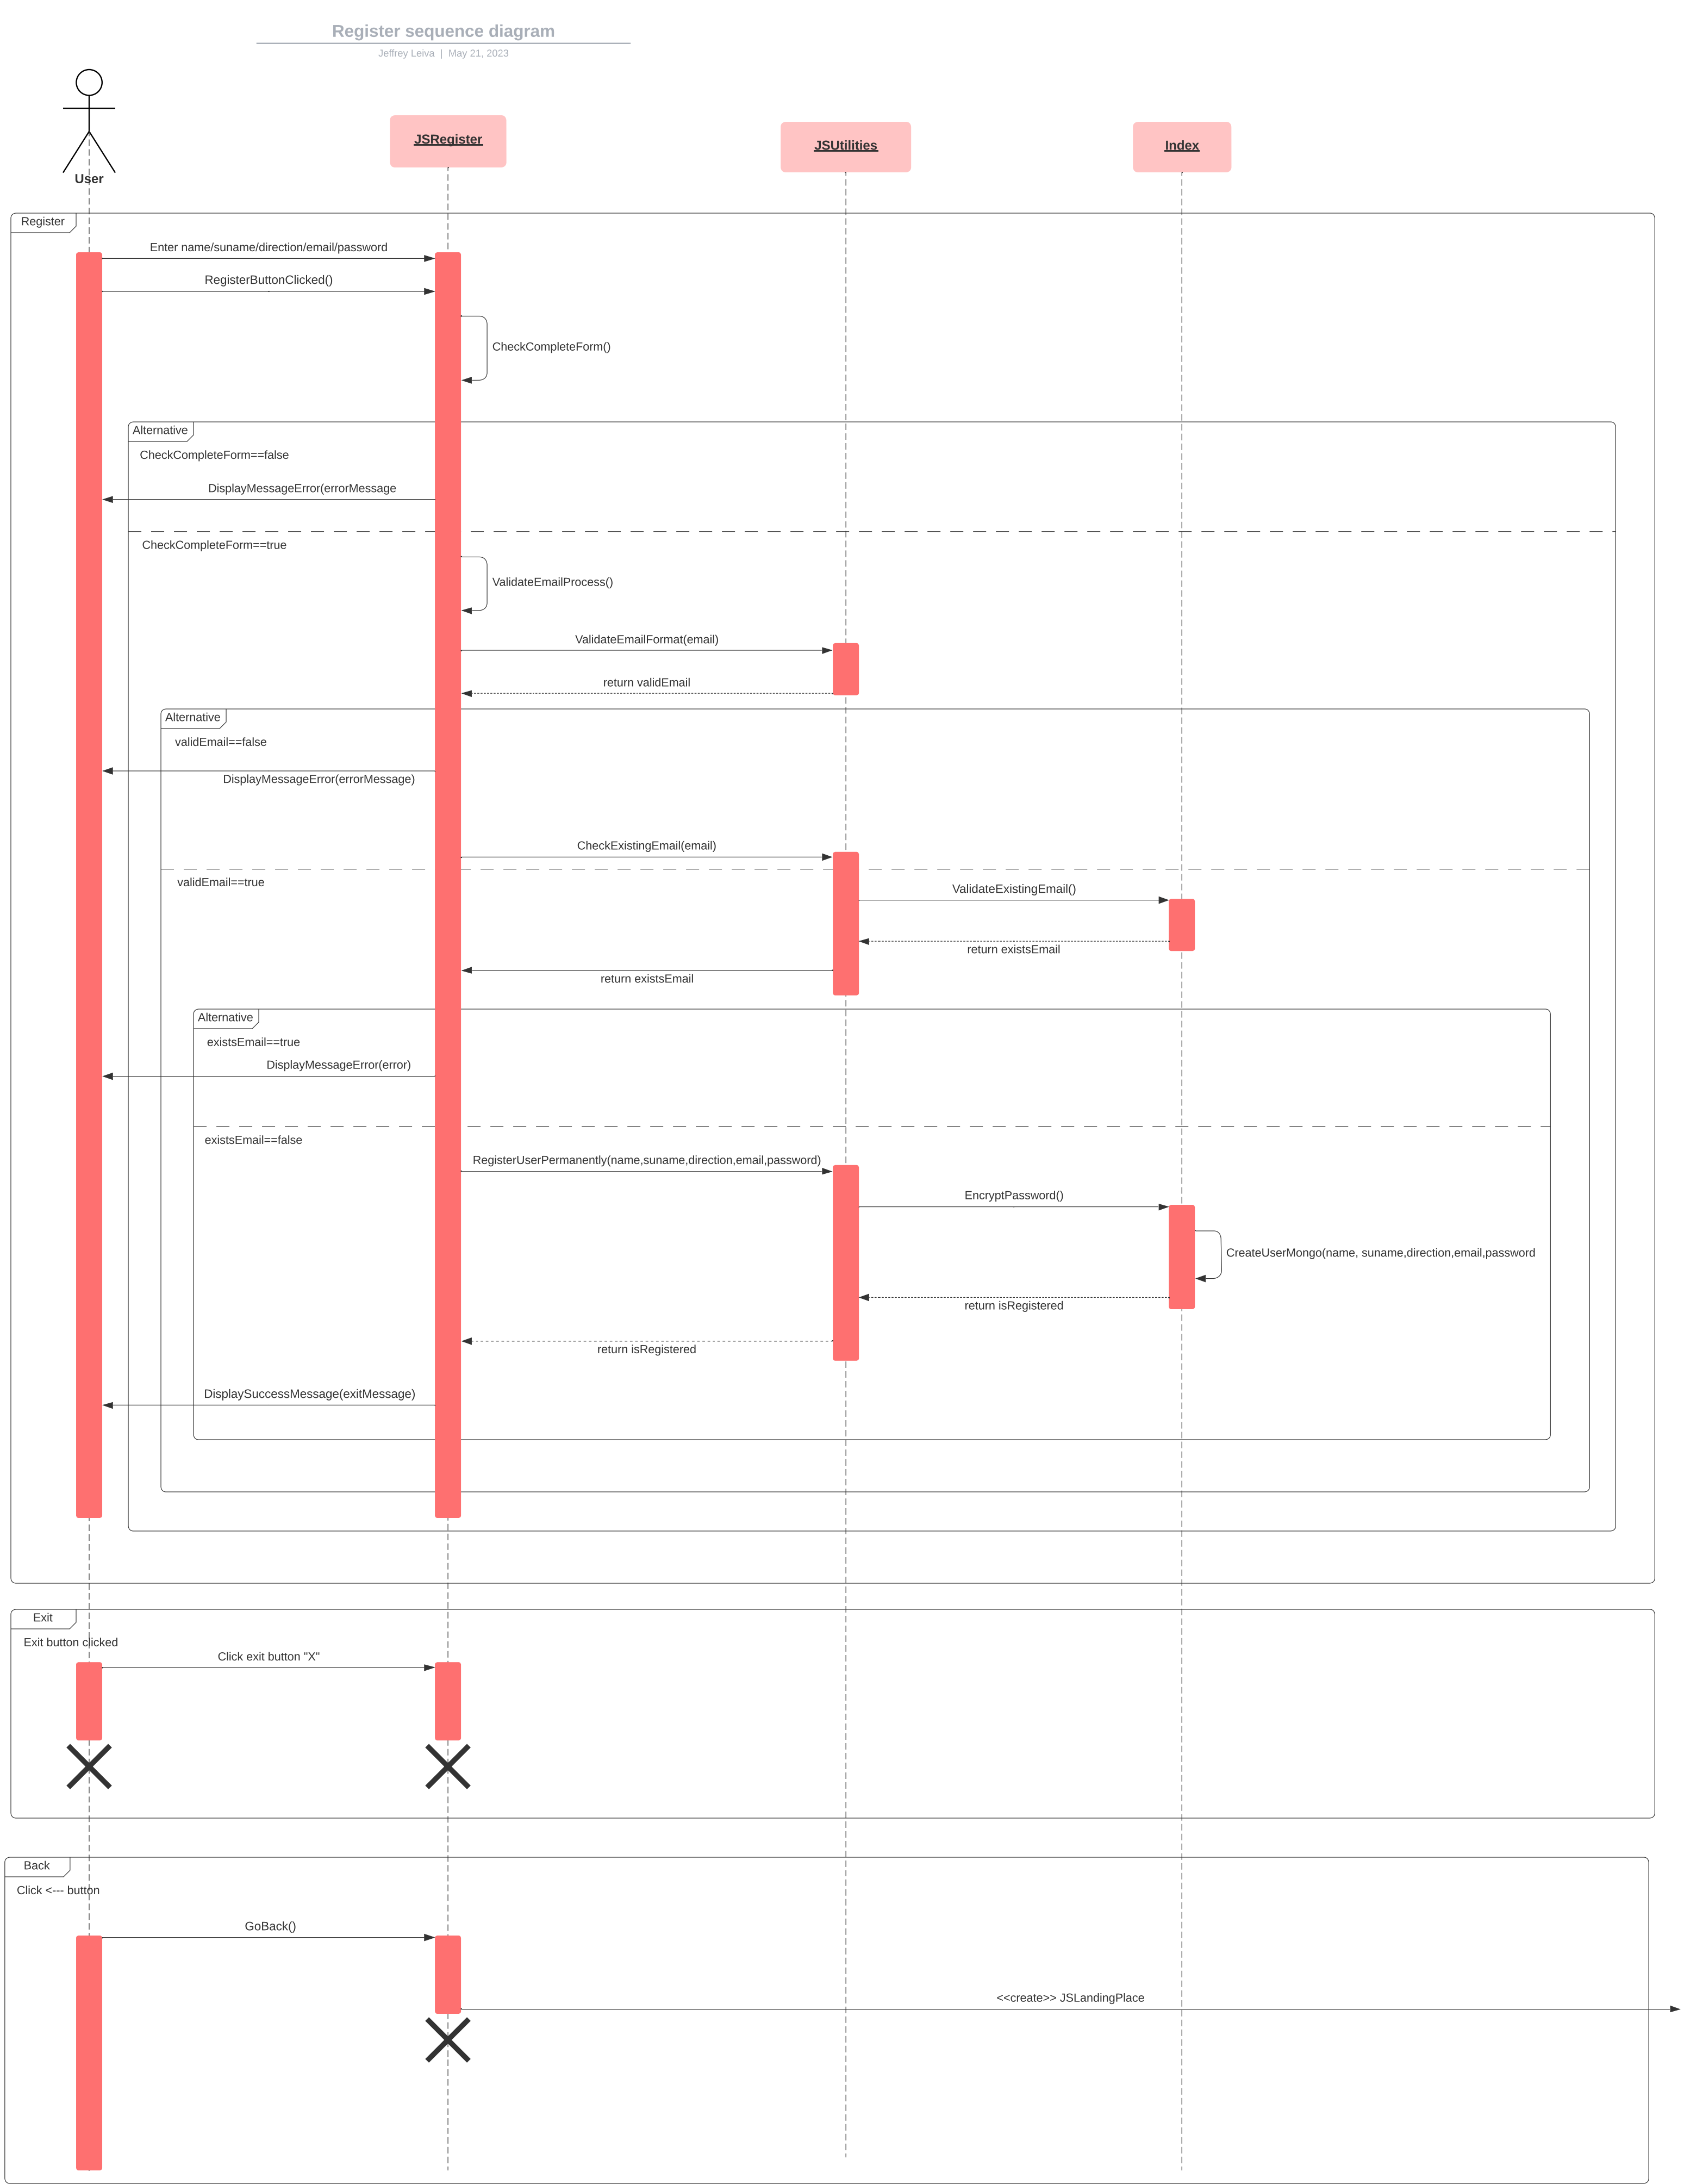 Register sequence diagram
Jeffrey Leiva | May 21, 2023
User
JSRegister
JSUtilities
Index
Register
Enter name/suname/direction/email/password
RegisterButtonClicked()
CheckCompleteForm()
Alternative
CheckCompleteForm==false
DisplayMessageError(errorMessage
CheckCompleteForm==true
ValidateEmailProcess()
ValidateEmailFormat(email)
return validEmail
Alternative
validEmail==false
DisplayMessageError(errorMessage)
CheckExistingEmail(email)
validEmail==true
ValidateExistingEmail()
return existsEmail
return existsEmail
Alternative
existsEmail==true
DisplayMessageError(error)
existsEmail==false
RegisterUserPermanently(name,suname,direction,email,password)
EncryptPassword()
CreateUserMongo(name, suname,direction,email,password
return isRegistered
return isRegistered
DisplaySuccessMessage(exitMessage)
Exit
Exit button clicked
Click exit button "X"
Back
Click <--- button
GoBack()
<<create>> JSLandingPlace